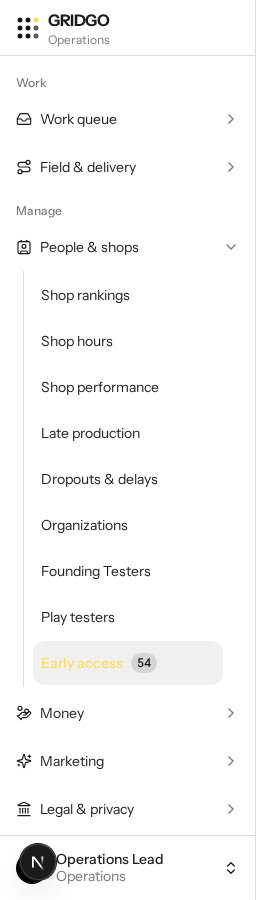 GRIDGO
Operations
Work
Work queue
Field & delivery
Manage
People & shops
Shop rankings
Shop hours
Shop performance
Late production
Dropouts & delays
Organizations
Founding Testers
Play testers
Early access 54
Money
Marketing
Legal & privacy
N
Operations Lead
Operations